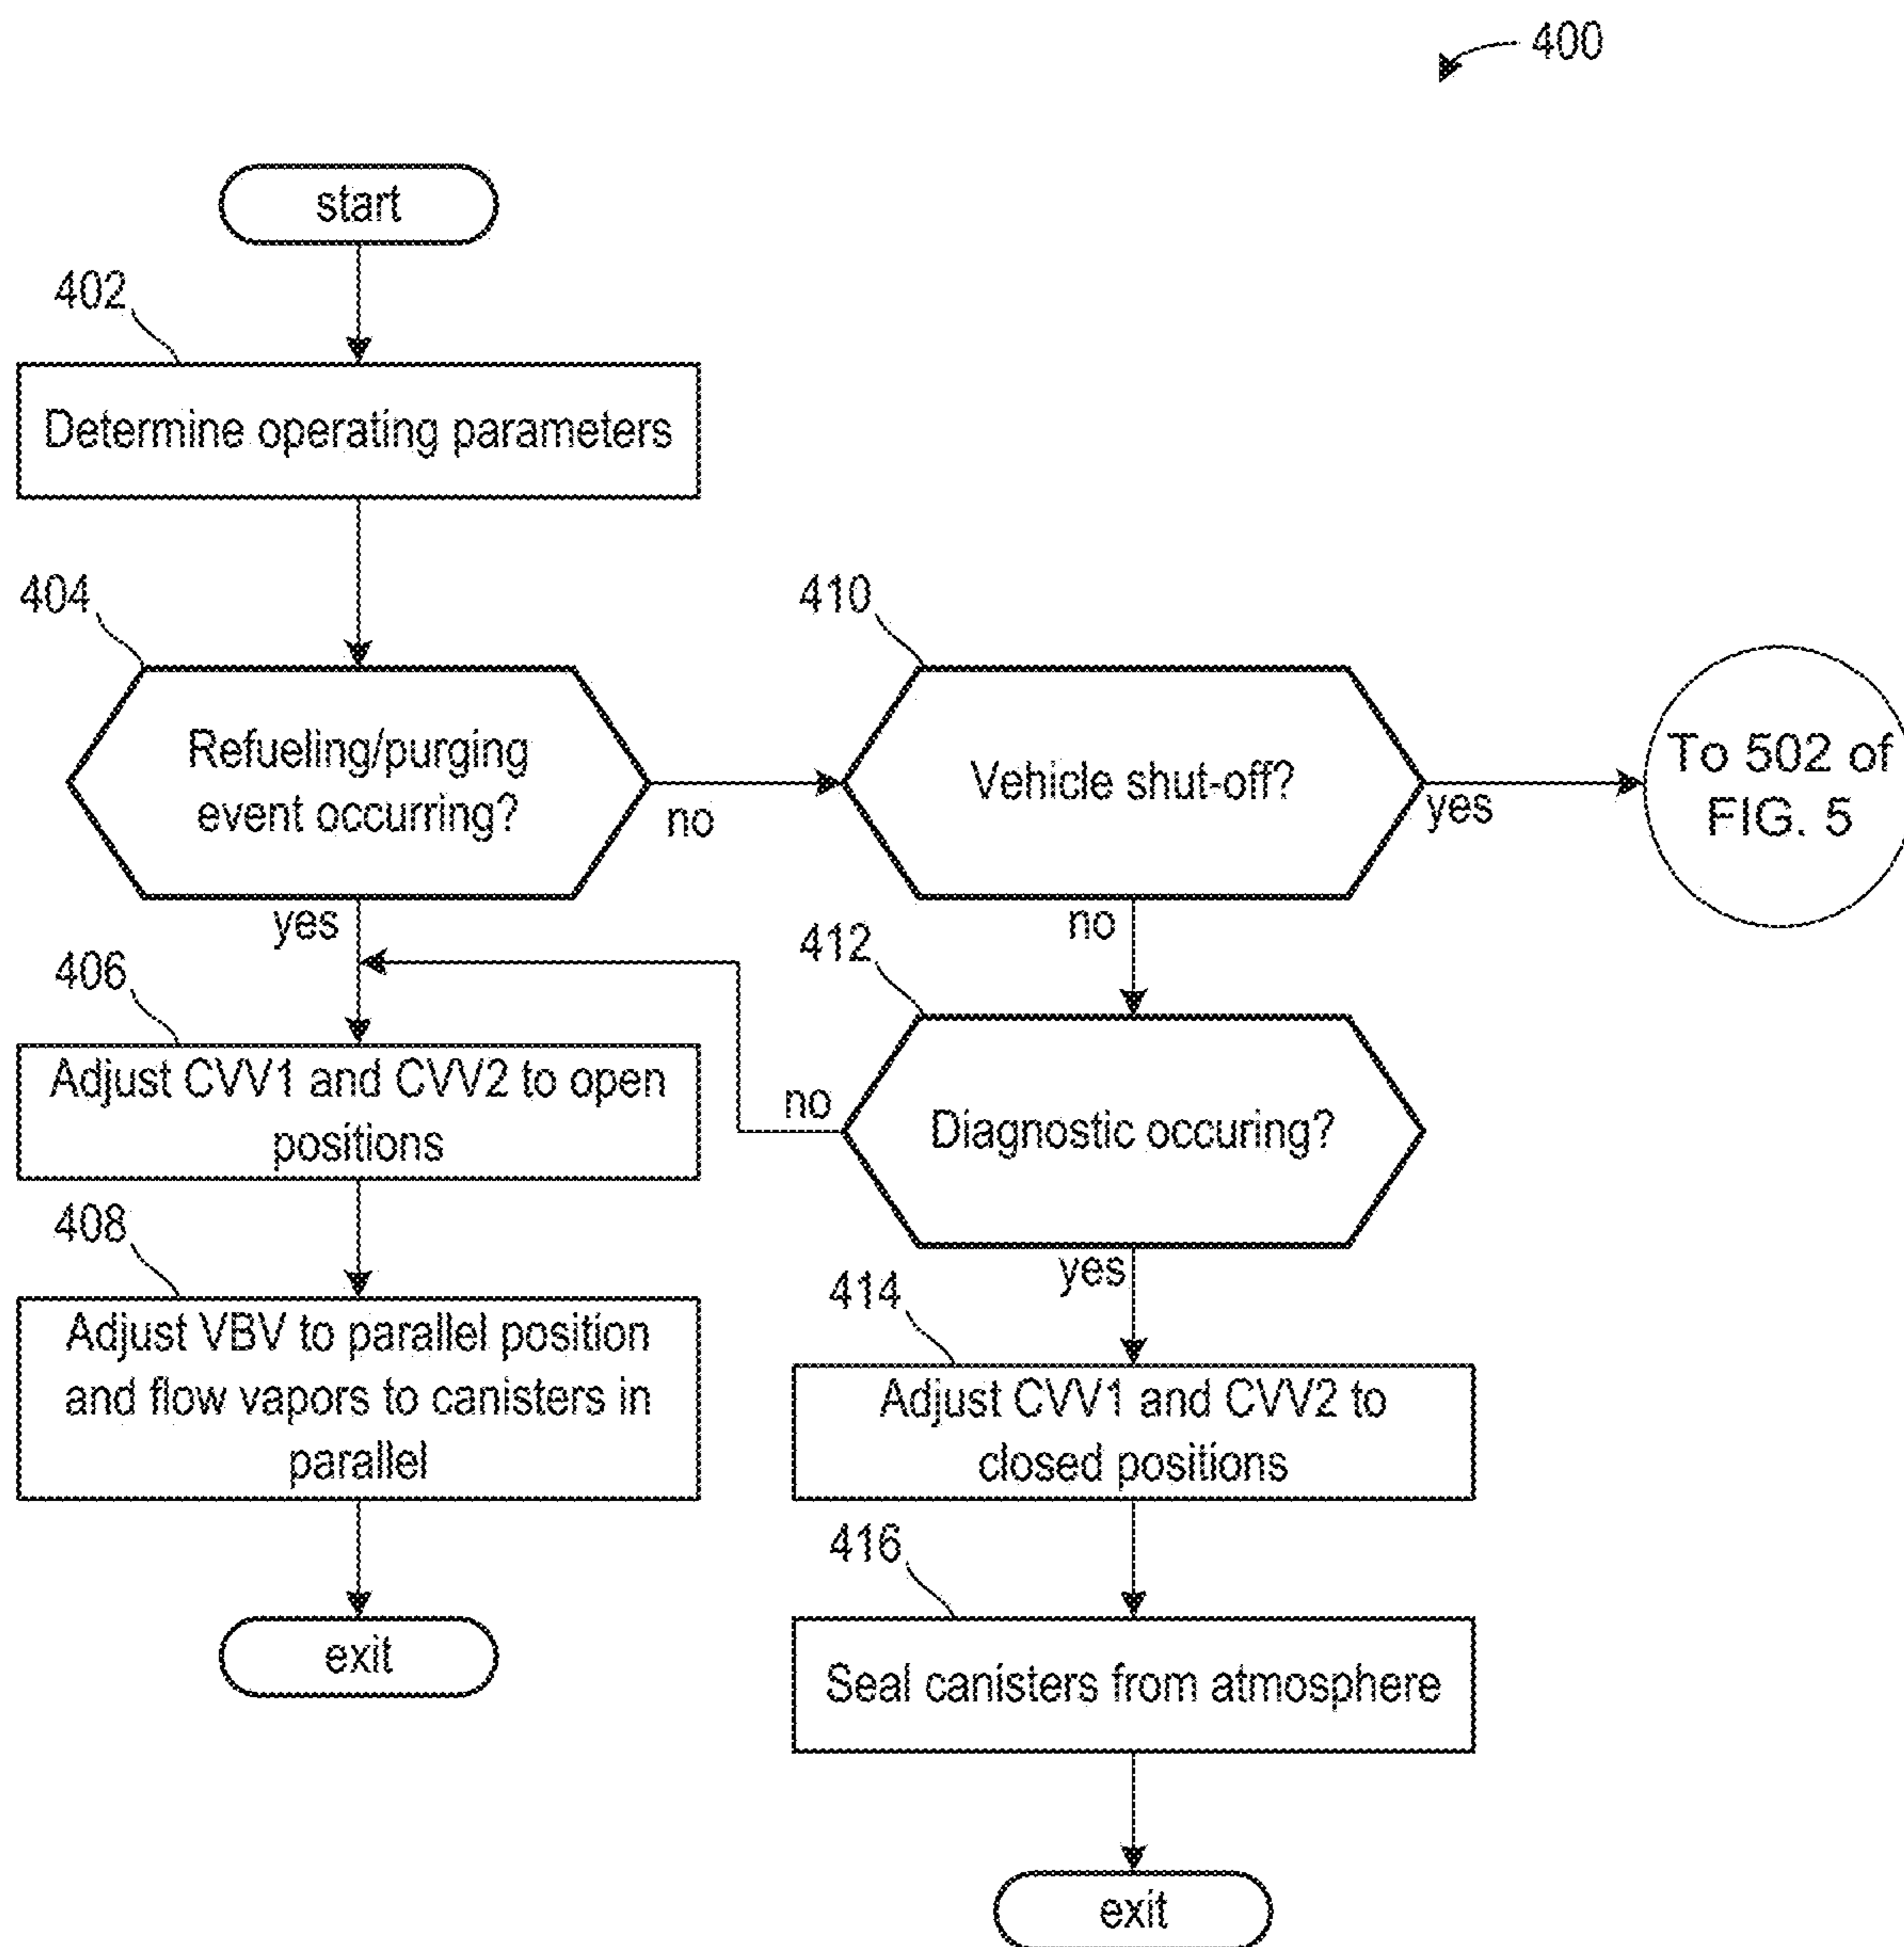 400
start
402
Determine operating parameters
404
Refueling/purging
event occurring?
no
yes
410
Vehicle shut-off?
yes
no
To 502 of
FIG. 5
406
Adjust CVV1 and CVV2 to open
positions
412
Diagnostic occuring?
no
yes
408
Adjust VBV to parallel position
and flow vapors to canisters in
parallel
exit
414
Adjust CVV1 and CVV2 to
closed positions
416
Seal canisters from atmosphere
exit